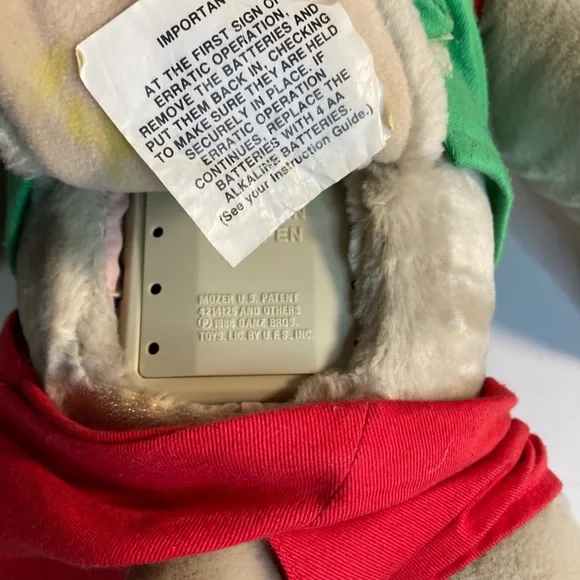 IMPORTANT
AT THE FIRST SIGN OF
ERRATIC OPERATION,
REMOVE THE BATTERIES AND
PUT THEM BACK IN, CHECKING
TO MAKE SURE THEY ARE HELD
SECURELY IN PLACE. IF
ERRATIC OPERATION
CONTINUES, REPLACE THE
BATTERIES WITH 4 AA
ALKALINE BATTERIES.
(See your Instruction Guide.)
EN
MOZER U.S. PATENT
4214125 AND OTHERS
Ⓟ1986 GANZ BROS.
TOYS, LIC. BY U.F.S., INC.